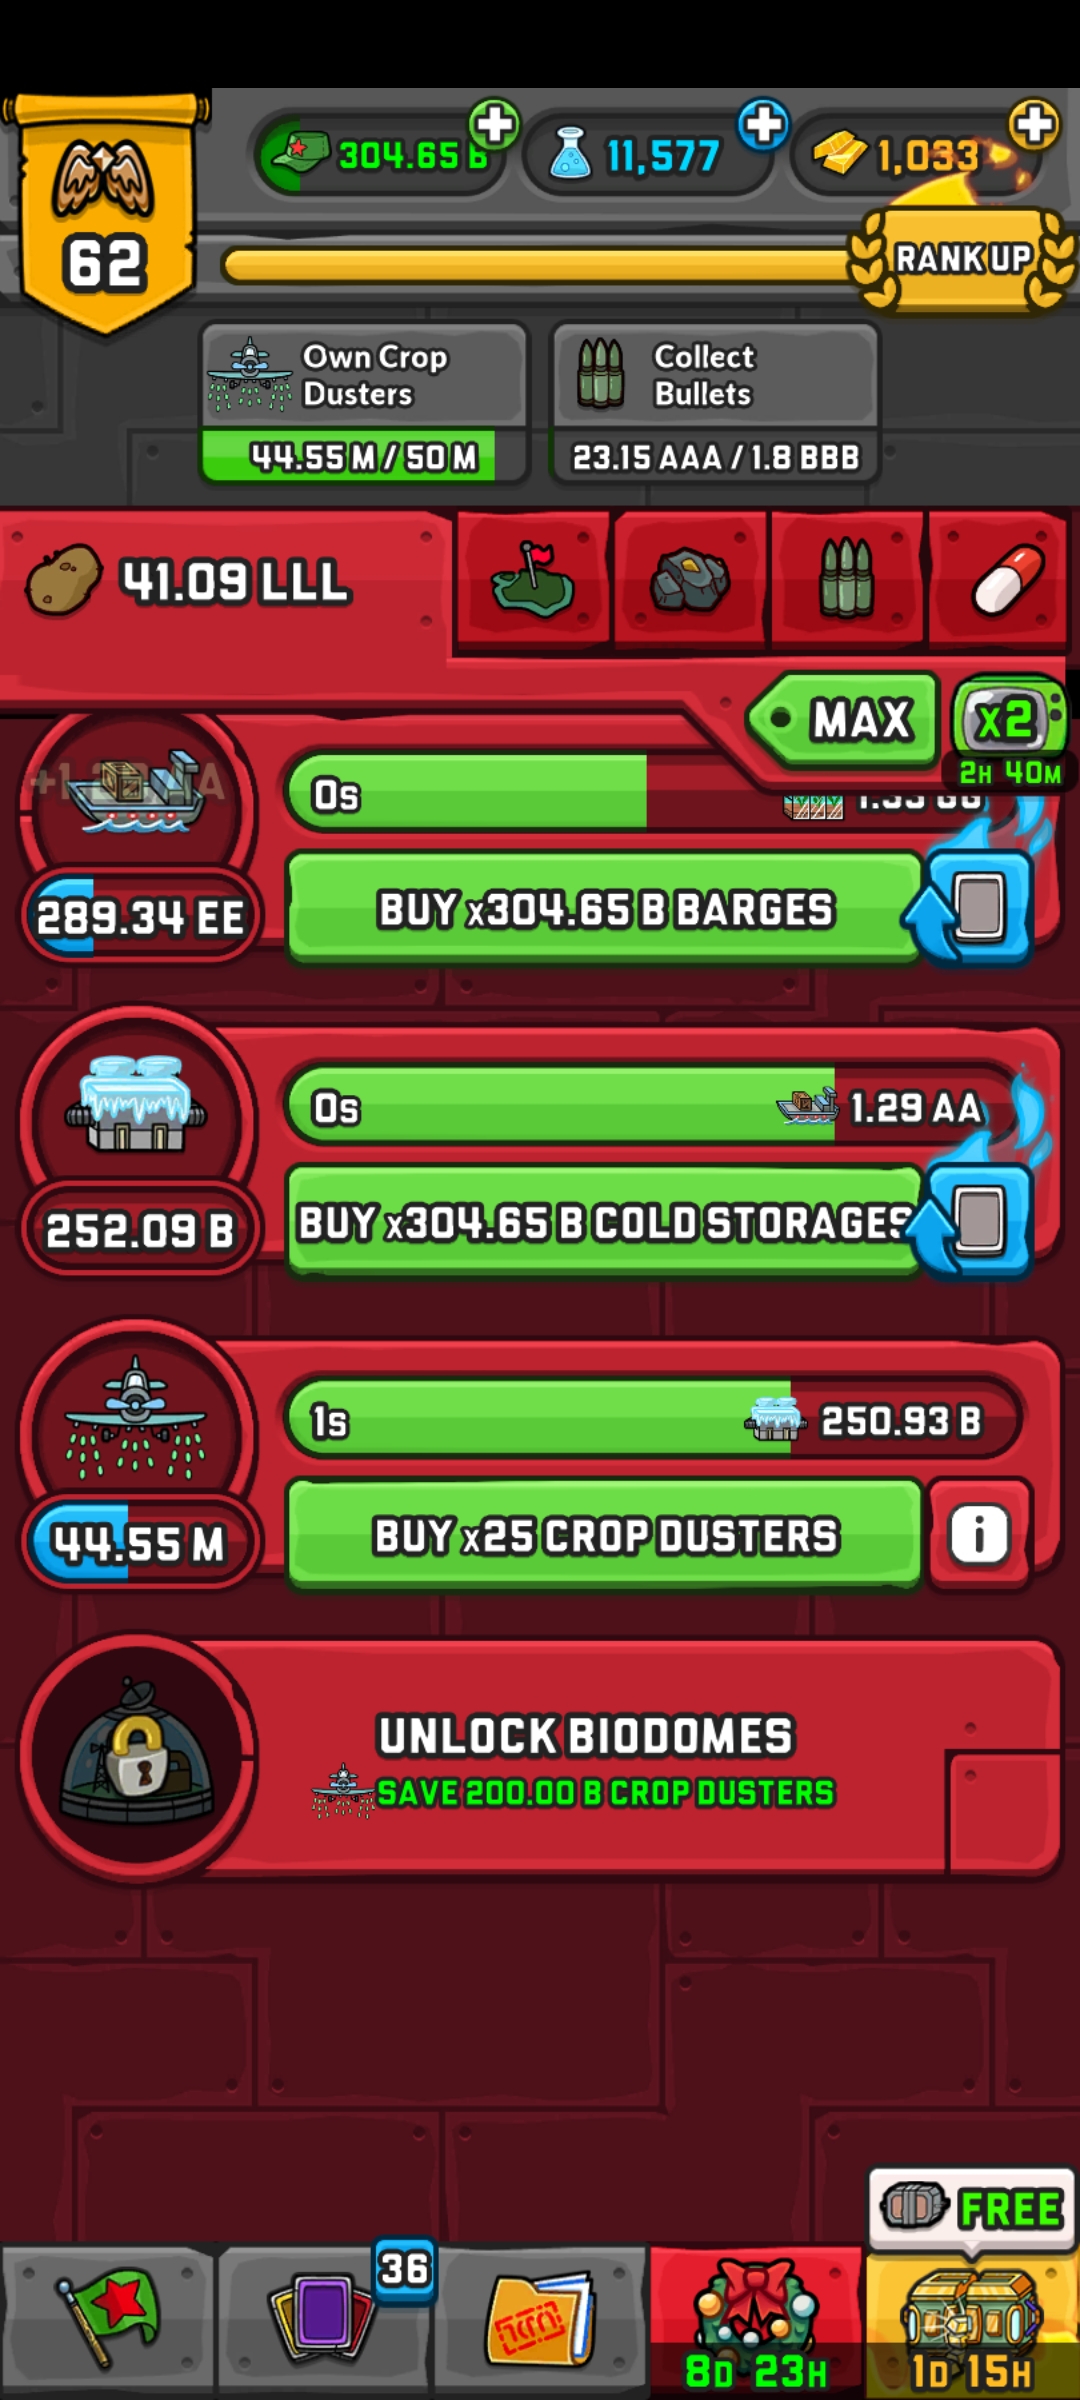 304.65 B
11,577
1,033
62
RANK UP
Own Crop
Dusters
44.55 M / 50 M
Collect
Bullets
23.15 AAA / 1.8 BBB
41.09 LLL
MAX
x2
2H 40M
0s
289.34 EE
BUY x304.65 B BARGES
0s
1.29 AA
252.09 B
BUY x304.65 B COLD STORAGES
1s
250.93 B
44.55 M
BUY x25 CROP DUSTERS
i
UNLOCK BIODOMES
SAVE 200.00 B CROP DUSTERS
FREE
36
8D 23H
1D 15H